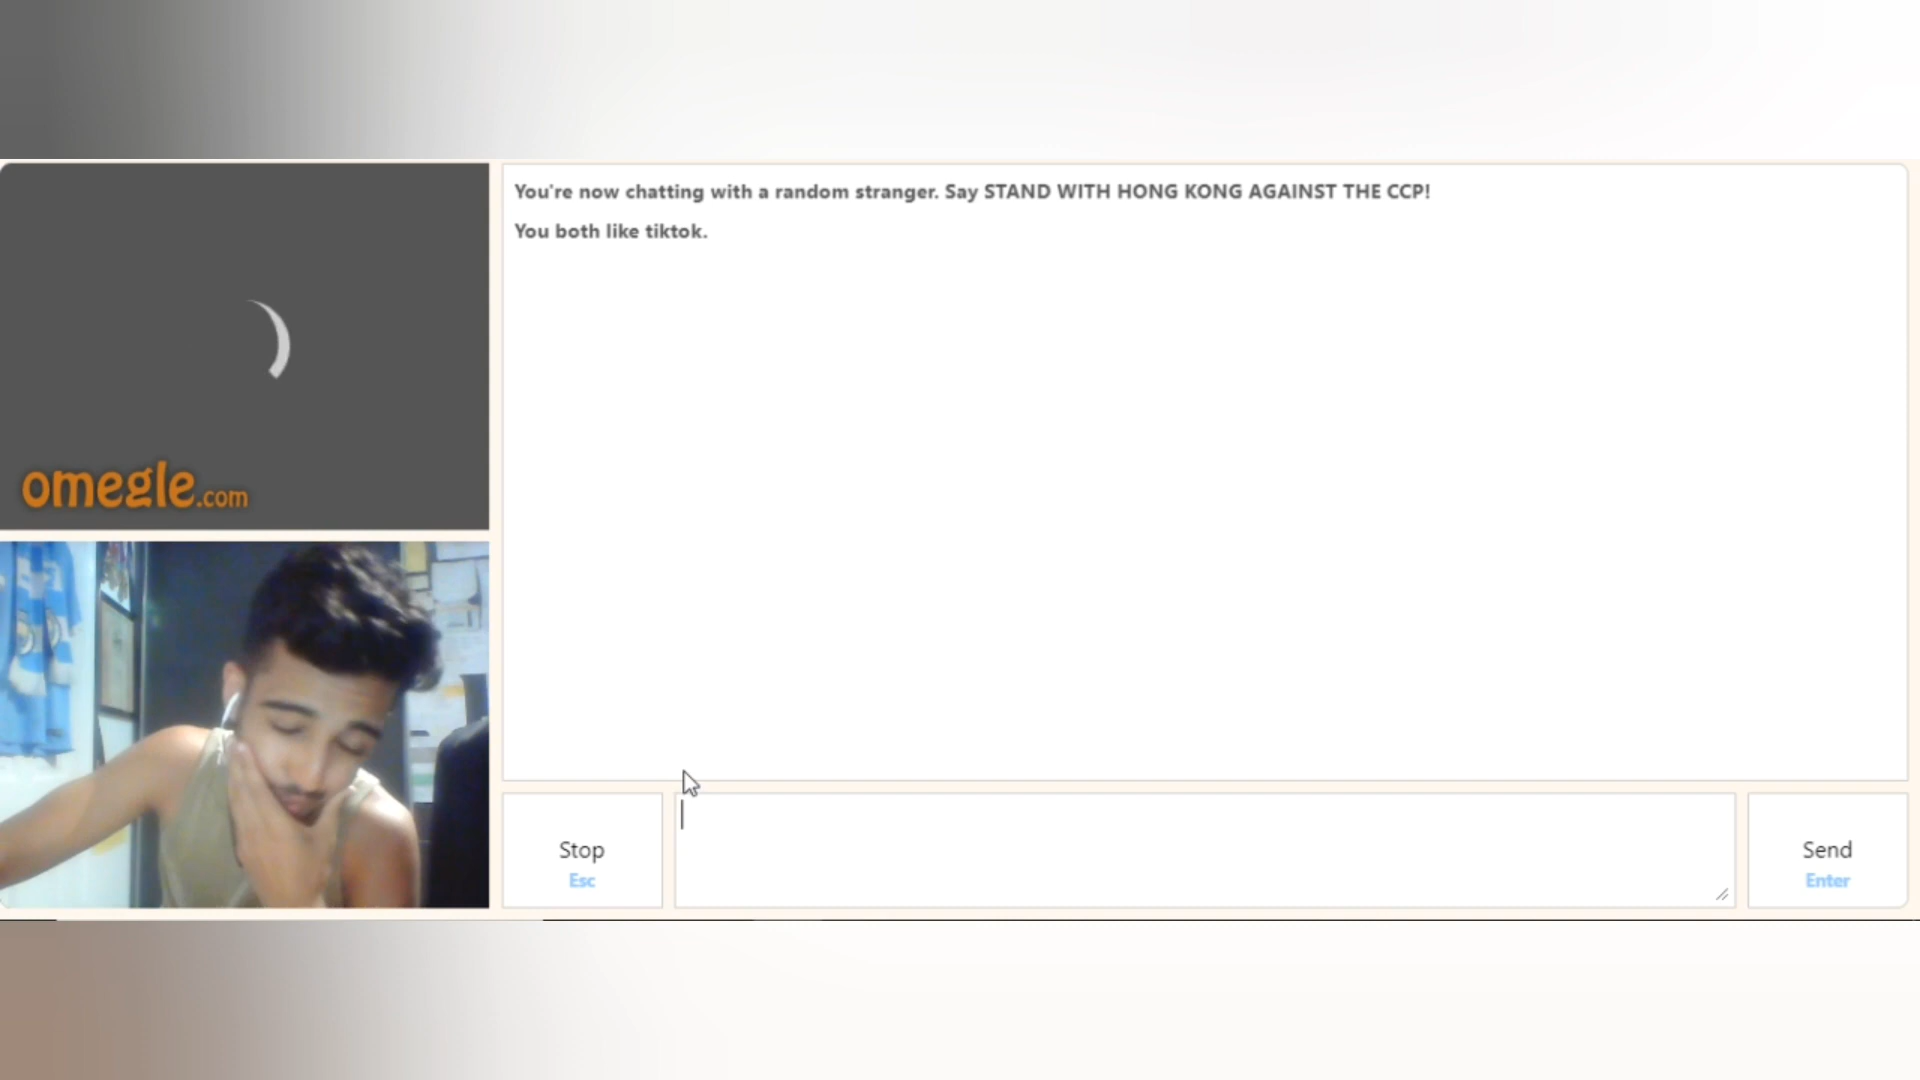 You're now chatting with a random stranger. Say STAND WITH HONG KONG AGAINST THE CCP!
You both like tiktok.
omegle.com
Stop
Esc
Send
Enter